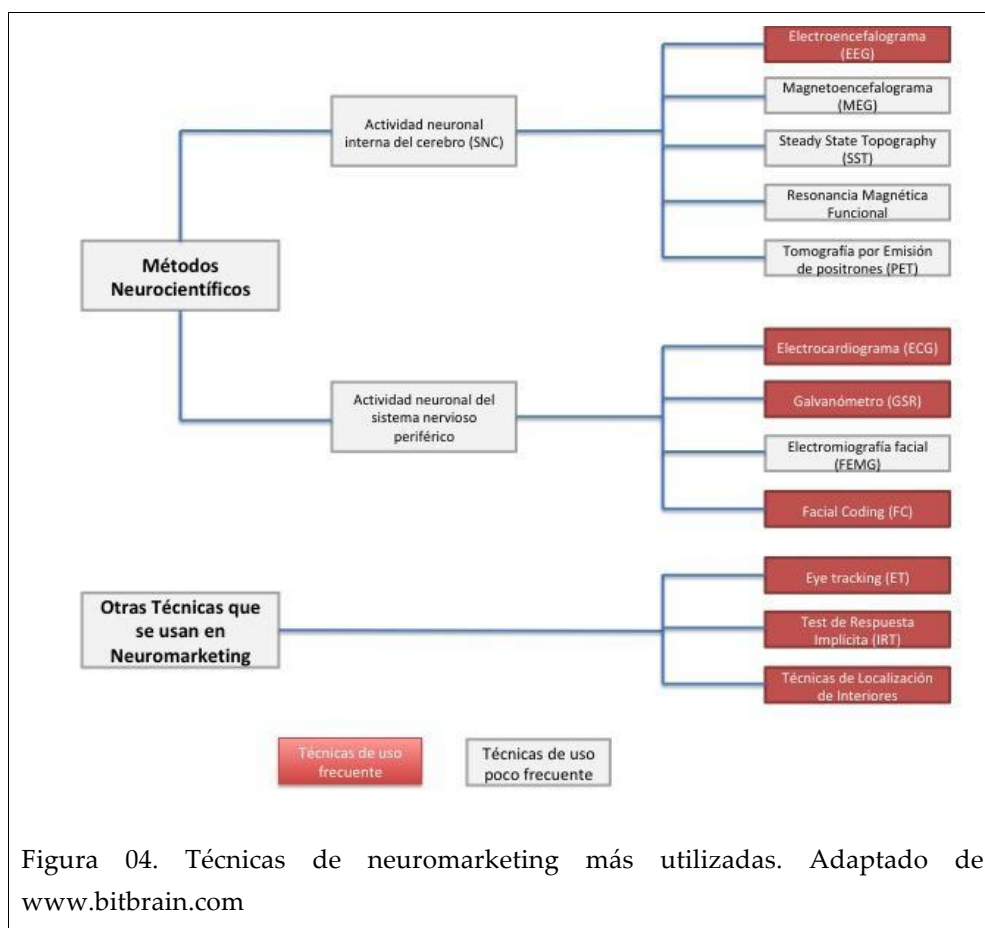 Electroencefalograma
(EEG)
Magnetoencefalograma
(MEG)
Actividad neuronal
interna del cerebro (SNC)
Steady State Topography
(SST)
Resonancia Magnética
Funcional
Métodos
Neurocientíficos
Tomografía por Emisión
de positrones (PET)
Electrocardiograma (ECG)
Actividad neuronal del
sistema nervioso
periférico
Galvanómetro (GSR)
Electromiografía facial
(FEMG)
Facial Coding (FC)
Otras Técnicas que
se usan en
Neuromarketing
Eye tracking (ET)
Test de Respuesta
Implícita (IRT)
Técnicas de Localización
de Interiores
Técnicas de uso
frecuente
Técnicas de uso
poco frecuente
Figura 04. Técnicas de neuromarketing más utilizadas. Adaptado de
www.bitbrain.com